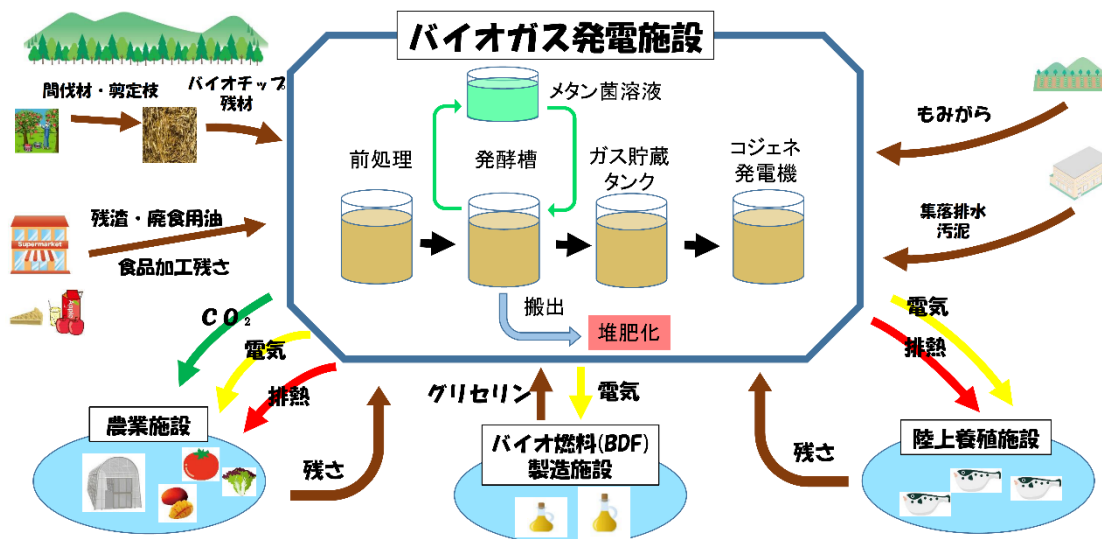 バイオガス発電施設
間伐材・剪定枝
バイオチップ
残材
メタン菌溶液
前処理
発酵槽
ガス貯蔵
タンク
コジェネ
発電機
もみがら
残渣・廃食用油
Supermarket
食品加工残さ
集落排水
汚泥
搬出
堆肥化
CO₂
電気
排熱
グリセリン
電気
電気
排熱
農業施設
残さ
バイオ燃料(BDF)
製造施設
残さ
陸上養殖施設